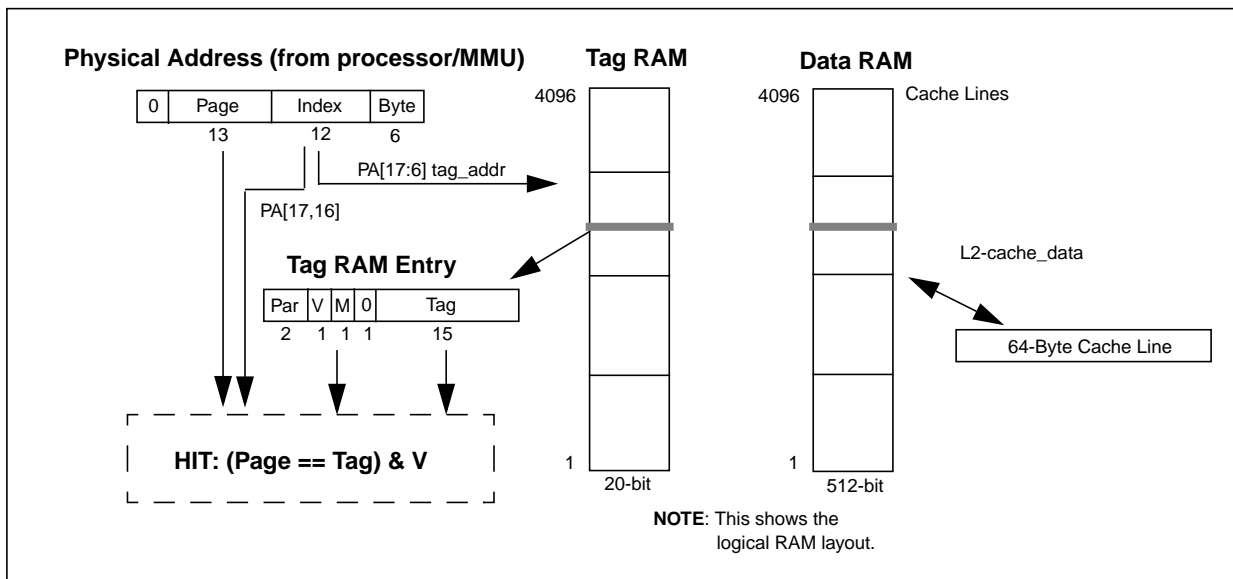 Physical Address (from processor/MMU)
Tag RAM
Data RAM
0 Page Index Byte
13 12 6
4096
4096
Cache Lines
PA[17:6] tag_addr
PA[17,16]
Tag RAM Entry
Par V M 0 Tag
2 1 1 1 15
L2-cache_data
64-Byte Cache Line
HIT: (Page == Tag) & V
1
1
20-bit
512-bit
NOTE: This shows the
logical RAM layout.